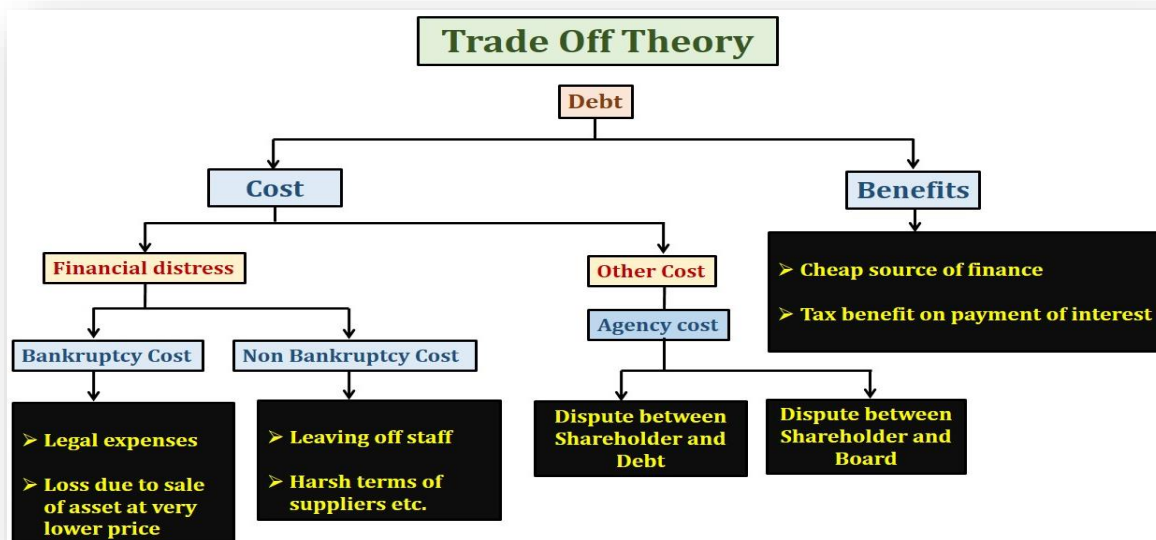 Trade Off Theory
Debt
Cost
Benefits
Financial distress
Other Cost
➢ Cheap source of finance
➢ Tax benefit on payment of interest
Agency cost
Bankruptcy Cost
Non Bankruptcy Cost
➢ Legal expenses
➢ Loss due to sale
of asset at very
lower price
➢ Leaving off staff
➢ Harsh terms of
suppliers etc.
Dispute between
Shareholder and
Debt
Dispute between
Shareholder and
Board